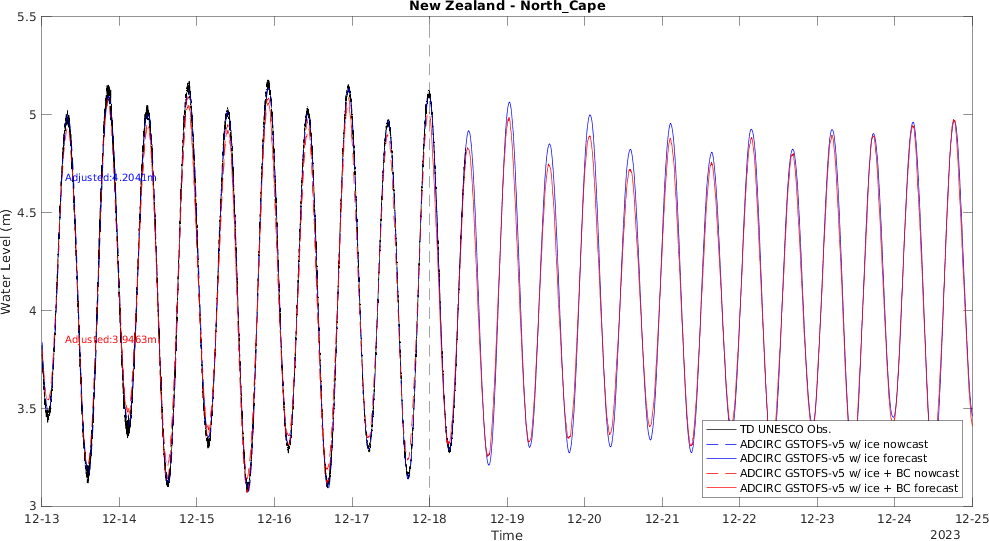 New Zealand - North_Cape
5.5
5
4.5
4
3.5
3
Water Level (m)
Adjusted:4.2041m
Adjusted:3.9463m
TD UNESCO Obs.
ADCIRC GSTOFS-v5 w/ ice nowcast
ADCIRC GSTOFS-v5 w/ ice forecast
ADCIRC GSTOFS-v5 w/ ice + BC nowcast
ADCIRC GSTOFS-v5 w/ ice + BC forecast
12-13 12-14 12-15 12-16 12-17 12-18 12-19 12-20 12-21 12-22 12-23 12-24 12-25
Time
2023